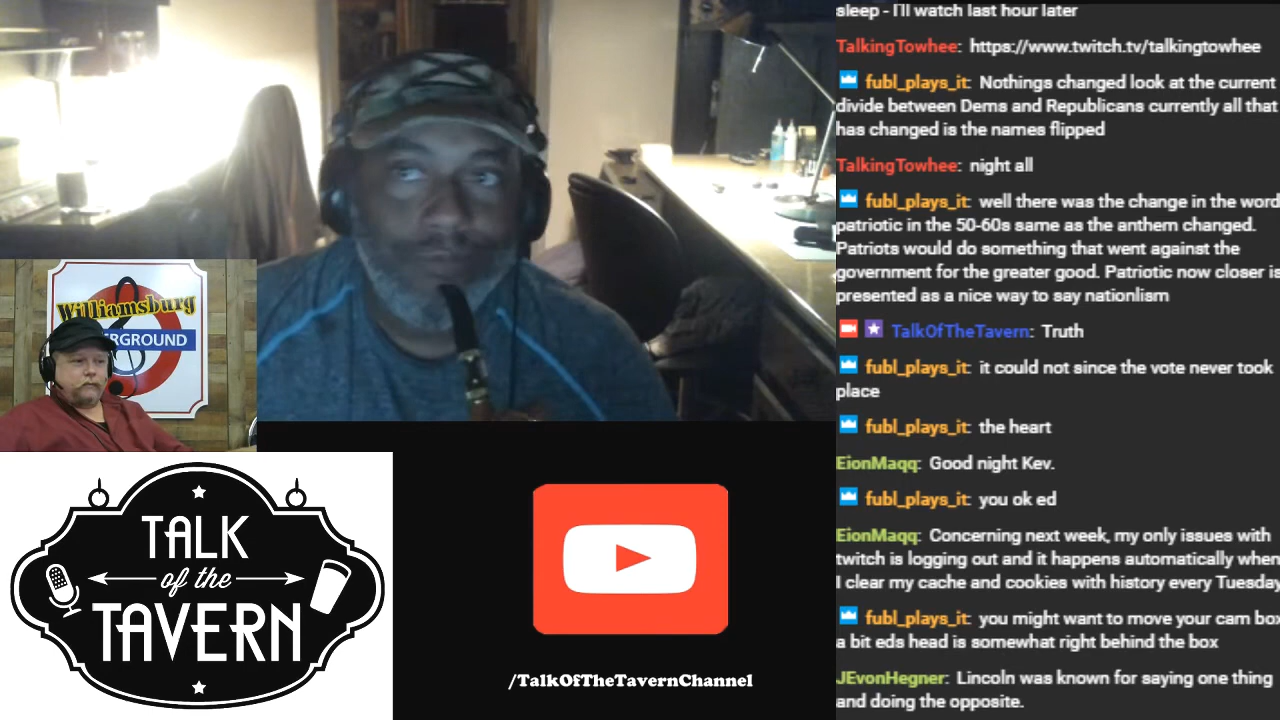 Williamsburg
ERGROUND
TALK
of the
TAVERN
/TalkOfTheTavernChannel
sleep - I'll watch last hour later
TalkingTowhee: https://www.twitch.tv/talkingtowhee
fubl_plays_it: Nothings changed look at the current
divide between Dems and Republicans currently all that
has changed is the names flipped
TalkingTowhee: night all
fubl_plays_it: well there was the change in the word
patriotic in the 50-60s same as the anthem changed.
Patriots would do something that went against the
government for the greater good. Patriotic now closer is
presented as a nice way to say nationlism
TalkOfTheTavern: Truth
fubl_plays_it: it could not since the vote never took
place
fubl_plays_it: the heart
EionMaqq: Good night Kev.
fubl_plays_it: you ok ed
EionMaqq: Concerning next week, my only issues with
twitch is logging out and it happens automatically when
I clear my cache and cookies with history every Tuesday
fubl_plays_it: you might want to move your cam box
a bit eds head is somewhat right behind the box
JEvonHegner: Lincoln was known for saying one thing
and doing the opposite.